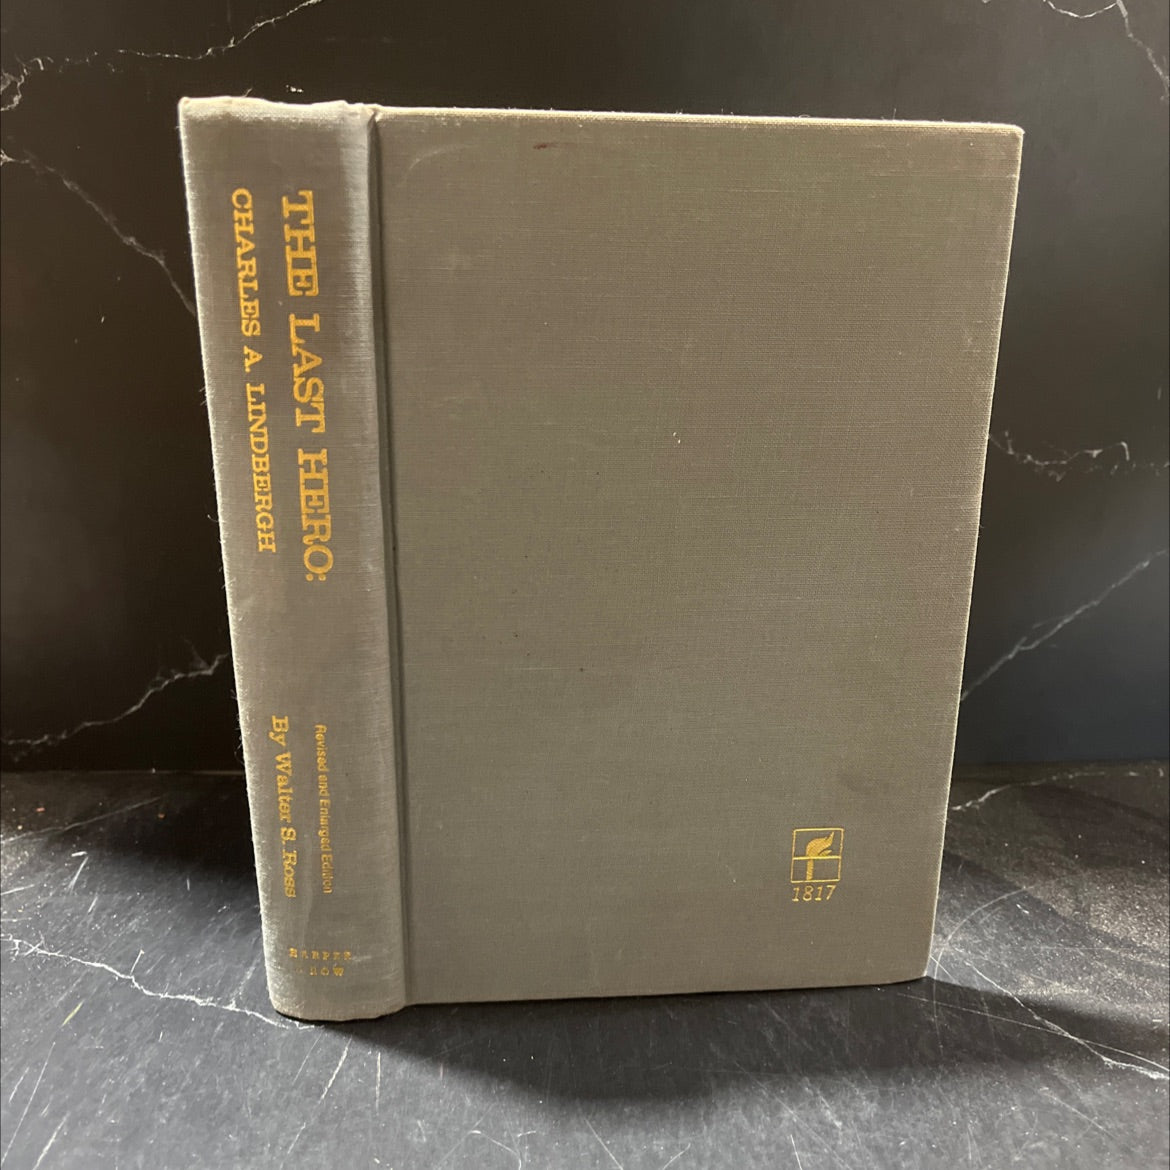 THE LAST HERO:
CHARLES A. LINDBERGH
Revised and Enlarged Edition
By Walter S. Ross
HARPER
ROW
1817